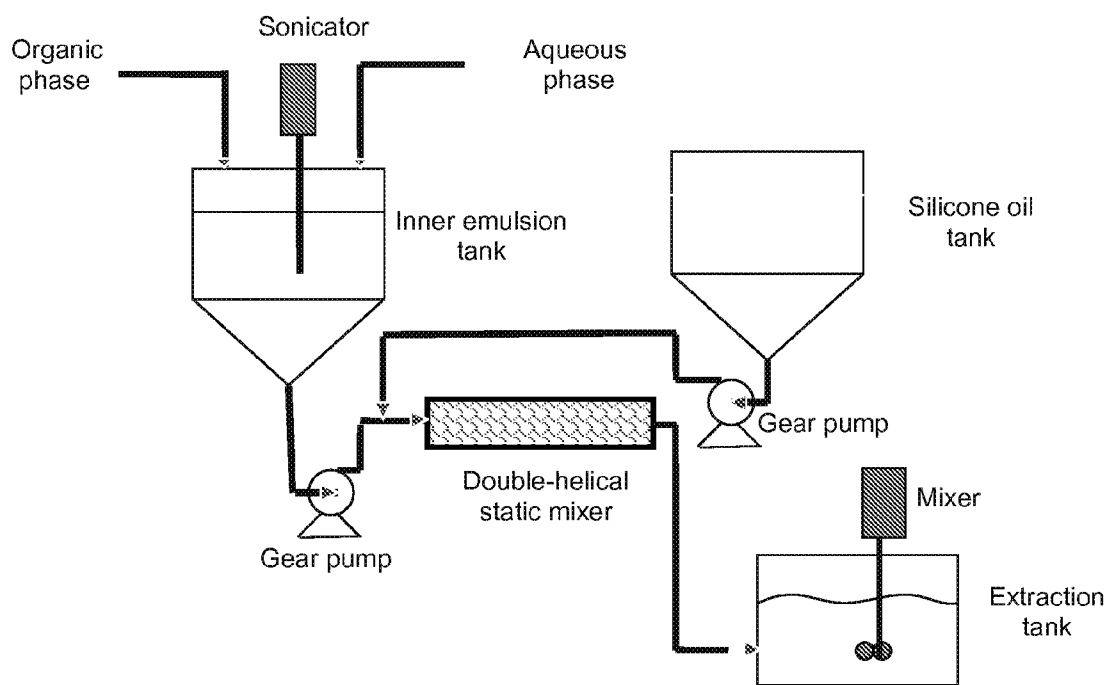 Sonicator
Organic
phase
Aqueous
phase
Inner emulsion
tank
Silicone oil
tank
Gear pump
Double-helical
static mixer
Gear pump
Mixer
Extraction
tank